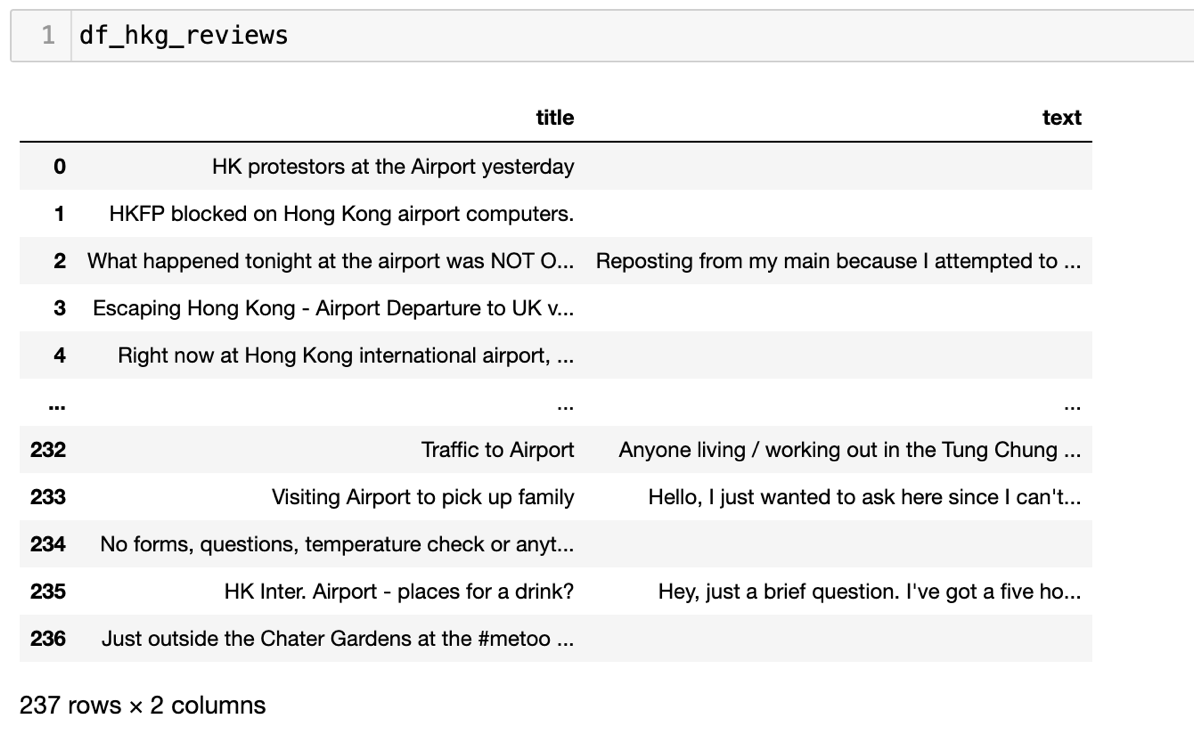 1 df_hkg_reviews
title text
0 HK protestors at the Airport yesterday
1 HKFP blocked on Hong Kong airport computers.
2 What happened tonight at the airport was NOT O... Reposting from my main because I attempted to ...
3 Escaping Hong Kong - Airport Departure to UK v...
4 Right now at Hong Kong international airport, ...
... ... ...
232 Traffic to Airport Anyone living / working out in the Tung Chung ...
233 Visiting Airport to pick up family Hello, I just wanted to ask here since I can't...
234 No forms, questions, temperature check or anyt...
235 HK Inter. Airport - places for a drink? Hey, just a brief question. I've got a five ho...
236 Just outside the Chater Gardens at the #metoo ...
237 rows × 2 columns